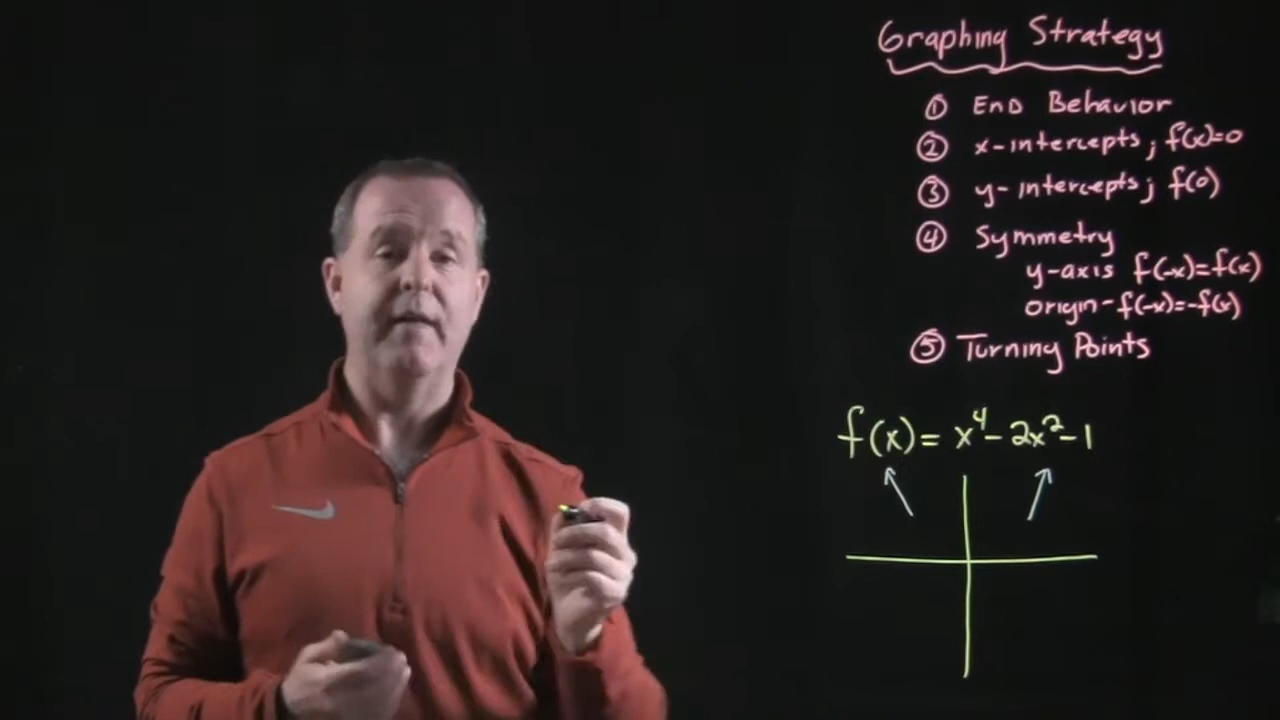 Graphing Strategy
① End Behavior
② x-intercepts; f(x)=0
③ y-intercepts; f(0)
④ Symmetry
y-axis f(-x)=f(x)
origin-f(-x)=-f(x)
⑤ Turning Points
f(x)= x⁴-2x²-1